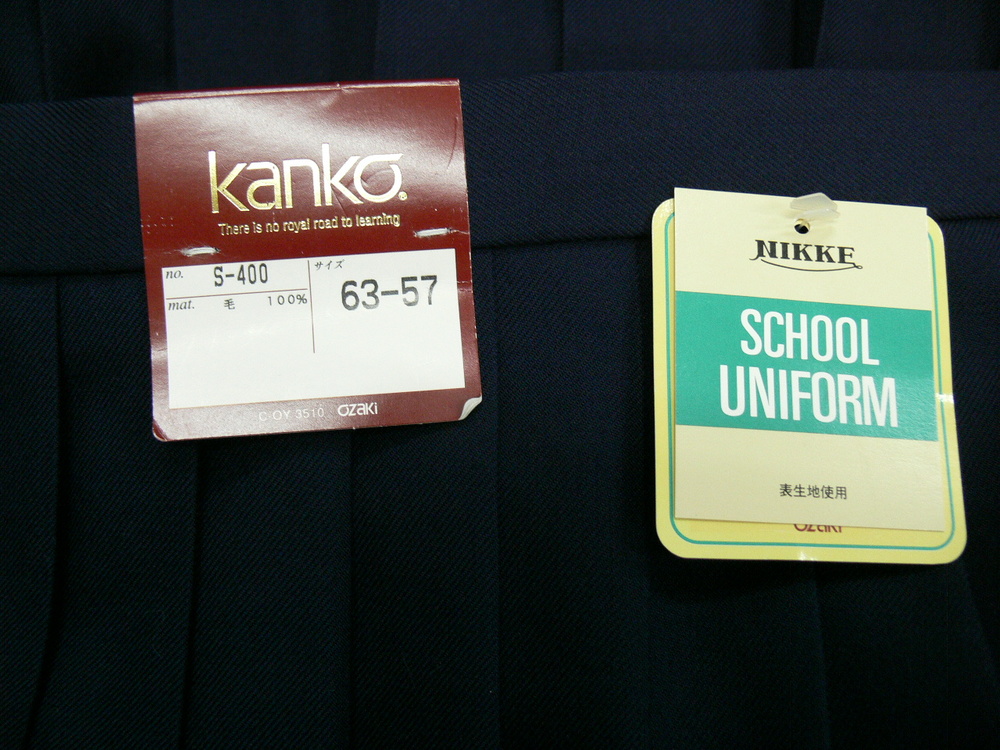 kanko®
There is no royal road to learning
no. S-400
mat. 毛 100%
サイズ
63-57
C-OY 3510 OZAKI
NIKKE
SCHOOL
UNIFORM
表生地使用
OZAKI